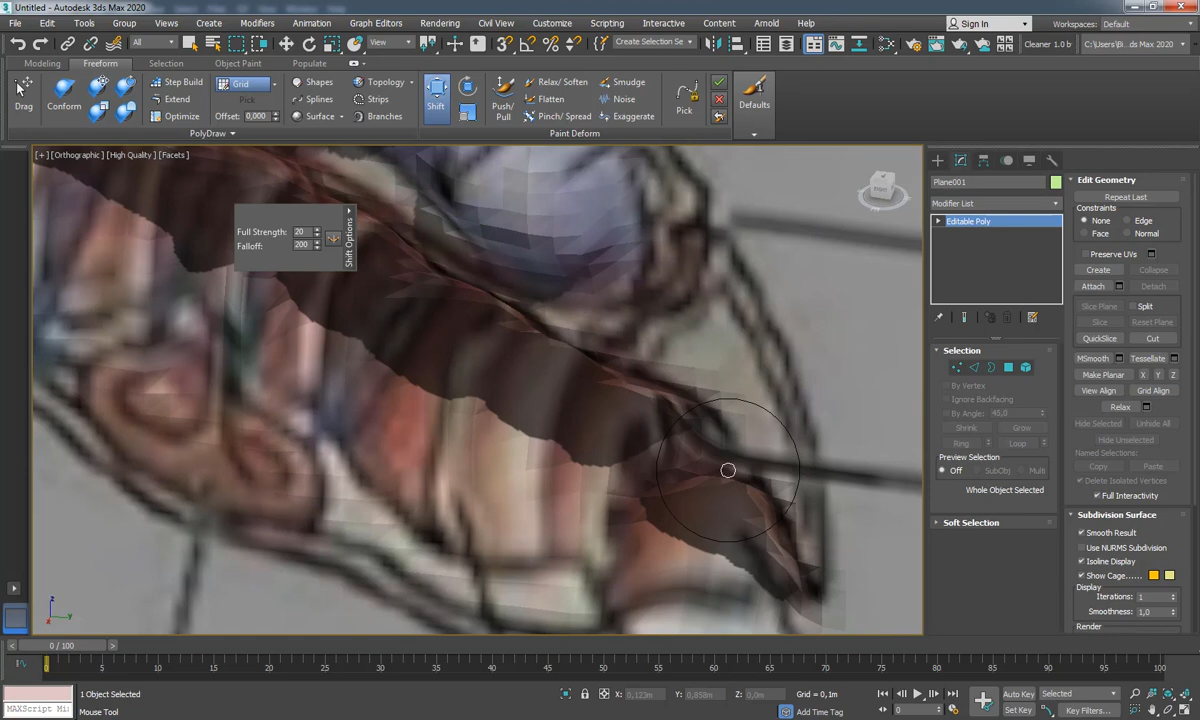 Untitled - Autodesk 3ds Max 2020
File Edit Tools Group Views Create Modifiers Animation Graph Editors Rendering Civil View Customize Scripting Interactive Content Arnold Help
Sign In Workspaces: Default
All View Create Selection Se Cleaner 1.0 b C:\Users\Bi...ds Max 2020
Modeling Freeform Selection Object Paint Populate
Drag Conform Step Build Grid Shapes Topology Shift Push/Pull Relax/ Soften Smudge Pick Defaults
Extend Pick Splines Strips Flatten Noise
Optimize Offset: 0,000 Surface Branches Pinch/ Spread Exaggerate
PolyDraw Paint Deform
[+] [Orthographic] [High Quality] [Facets]
Full Strength: 20
Falloff: 200
Shift Options
z
y
x
Plane001
Modifier List
Editable Poly
Selection
By Vertex
Ignore Backfacing
By Angle: 45,0
Shrink Grow
Ring Loop
Preview Selection
Off SubObj Multi
Whole Object Selected
Soft Selection
Edit Geometry
Repeat Last
Constraints
None Edge
Face Normal
Preserve UVs
Create Collapse
Attach Detach
Slice Plane Split
Slice Reset Plane
QuickSlice Cut
MSmooth Tessellate
Make Planar X Y Z
View Align Grid Align
Relax
Hide Selected Unhide All
Hide Unselected
Named Selections:
Copy Paste
Delete Isolated Vertices
Full Interactivity
Subdivision Surface
Smooth Result
Use NURMS Subdivision
Isoline Display
Show Cage......
Display
Iterations: 1
Smoothness: 1,0
Render
0 / 100
0 5 10 15 20 25 30 35 40 45 50 55 60 65 70 75 80 85 90 95 100
1 Object Selected
X: 0,123m Y: 0,858m Z: 0,0m Grid = 0,1m
Auto Key Selected
MAXScript Mi
Mouse Tool
Add Time Tag
0
Set Key Key Filters...